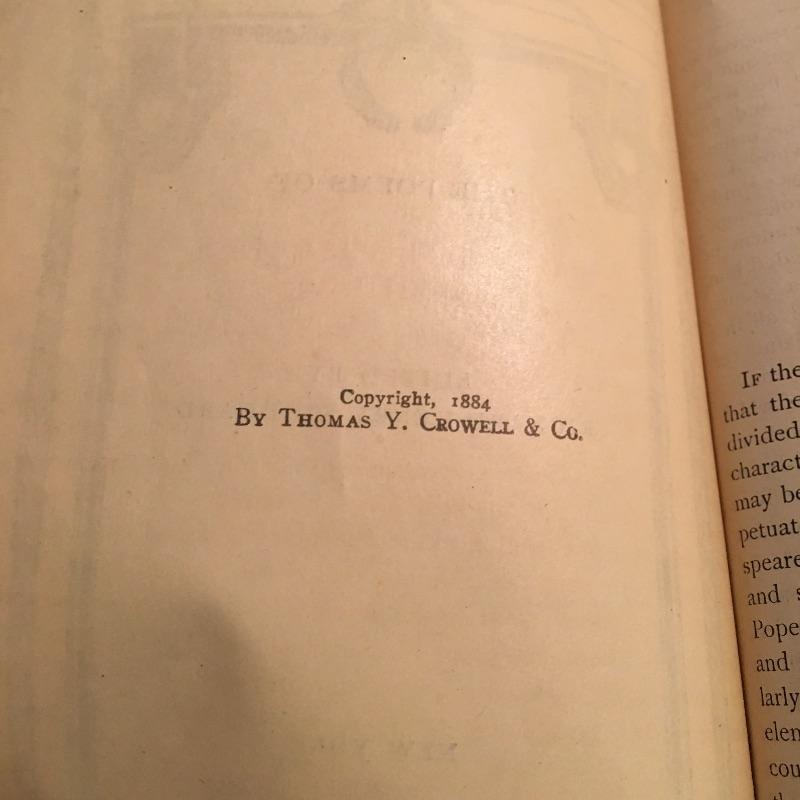 Copyright, 1884
BY THOMAS Y. CROWELL & CO.
IF the
that the
divided
charact
may be
petuat
speare
and
Pope
and
larly
elen
cou